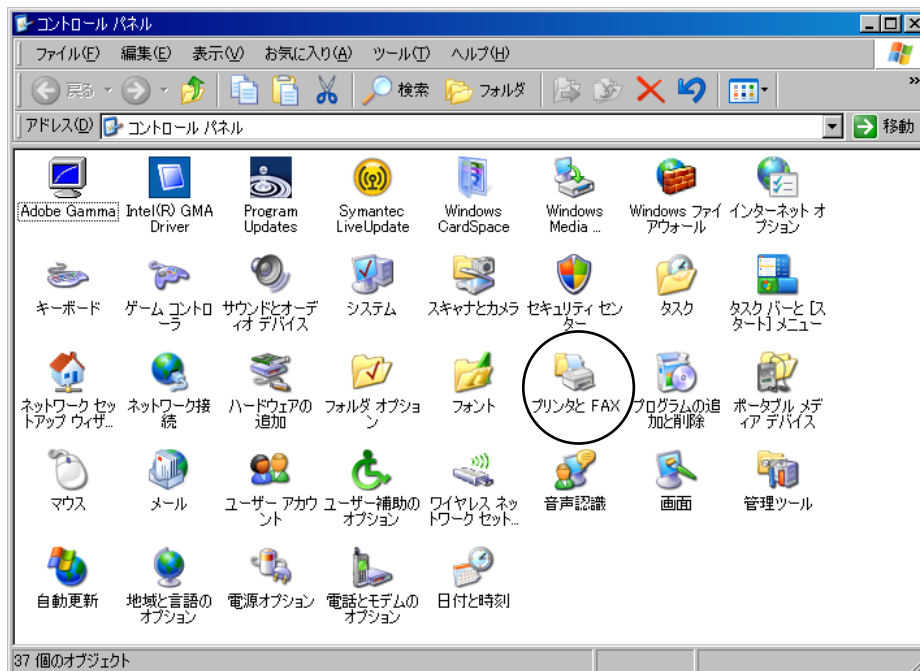 コントロール パネル
ファイル(F) 編集(E) 表示(V) お気に入り(A) ツール(T) ヘルプ(H)
戻る 検索 フォルダ
アドレス(D) コントロール パネル 移動
Adobe Gamma
Intel(R) GMA
Driver
Program
Updates
Symantec
LiveUpdate
Windows
CardSpace
Windows
Media ...
Windows ファイ
アウォール
インターネット オ
プション
キーボード
ゲーム コントロ
ーラ
サウンドとオーデ
ィオ デバイス
システム
スキャナとカメラ
セキュリティ セン
ター
タスク
タスク バーと [ス
タート] メニュー
ネットワーク セッ
トアップ ウィザ...
ネットワーク接
続
ハードウェアの
追加
フォルダ オプショ
ン
フォント
プリンタと FAX
プログラムの追
加と削除
ポータブル メデ
ィア デバイス
マウス
メール
ユーザー アカウ
ント
ユーザー補助の
オプション
ワイヤレス ネッ
トワーク セット...
音声認識
画面
管理ツール
自動更新
地域と言語の
オプション
電源オプション
電話とモデムの
オプション
日付と時刻
37 個のオブジェクト